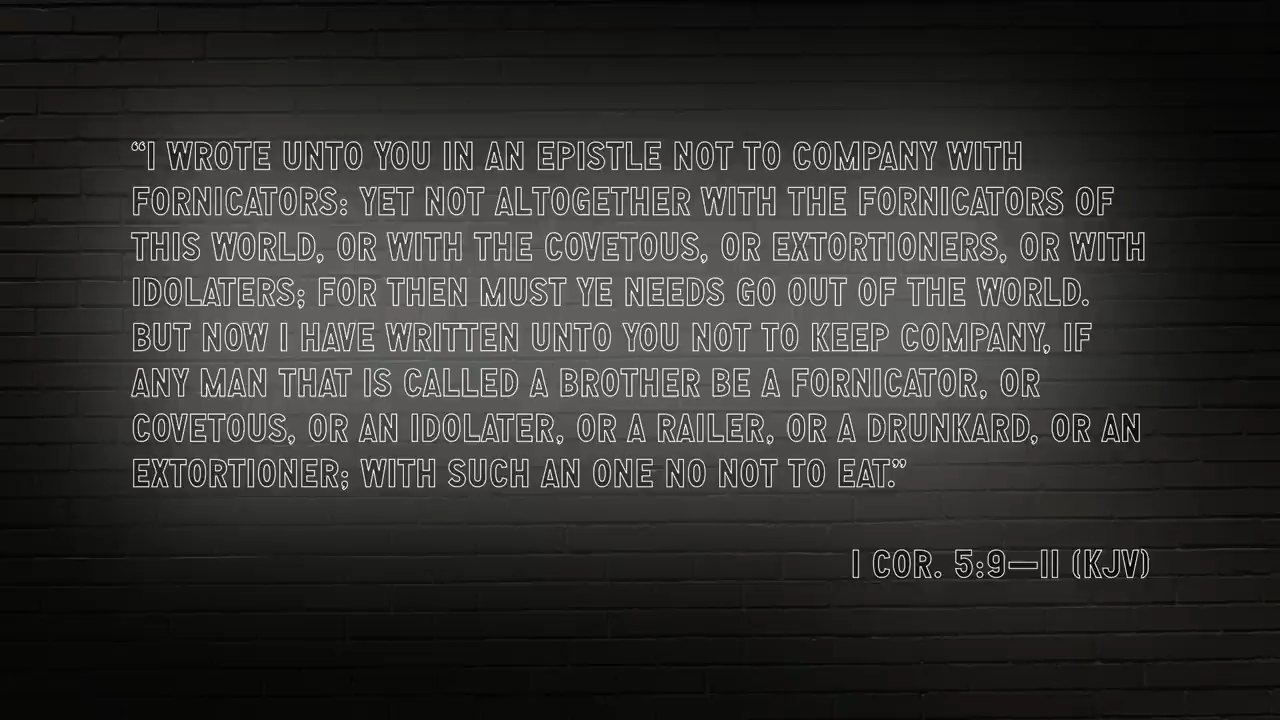 “I WROTE UNTO YOU IN AN EPISTLE NOT TO COMPANY WITH
FORNICATORS: YET NOT ALTOGETHER WITH THE FORNICATORS OF
THIS WORLD, OR WITH THE COVETOUS, OR EXTORTIONERS, OR WITH
IDOLATERS; FOR THEN MUST YE NEEDS GO OUT OF THE WORLD.
BUT NOW I HAVE WRITTEN UNTO YOU NOT TO KEEP COMPANY, IF
ANY MAN THAT IS CALLED A BROTHER BE A FORNICATOR, OR
COVETOUS, OR AN IDOLATER, OR A RAILER, OR A DRUNKARD, OR AN
EXTORTIONER; WITH SUCH AN ONE NO NOT TO EAT.”
1 COR. 5:9—11 (KJV)